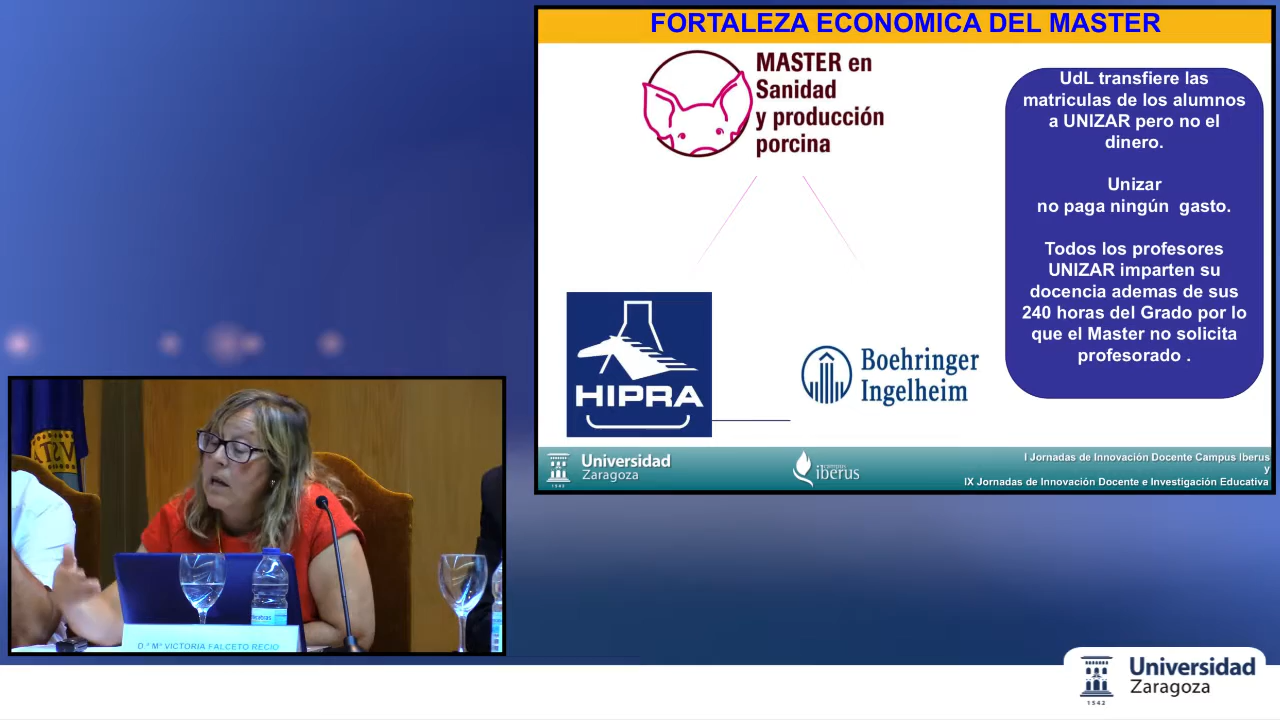 FORTALEZA ECONOMICA DEL MASTER
MASTER en
Sanidad
y producción
porcina
UdL transfiere las
matriculas de los alumnos
a UNIZAR pero no el
dinero.
Unizar
no paga ningún gasto.
Todos los profesores
UNIZAR imparten su
docencia ademas de sus
240 horas del Grado por lo
que el Master no solicita
profesorado .
HIPRA
Boehringer
Ingelheim
Universidad
Zaragoza
1542
campus
iberus
I Jornadas de Innovación Docente Campus Iberus
y
IX Jornadas de Innovación Docente e Investigación Educativa
D.ª Mª VICTORIA FALCETO RECIO
Universidad
Zaragoza
1542